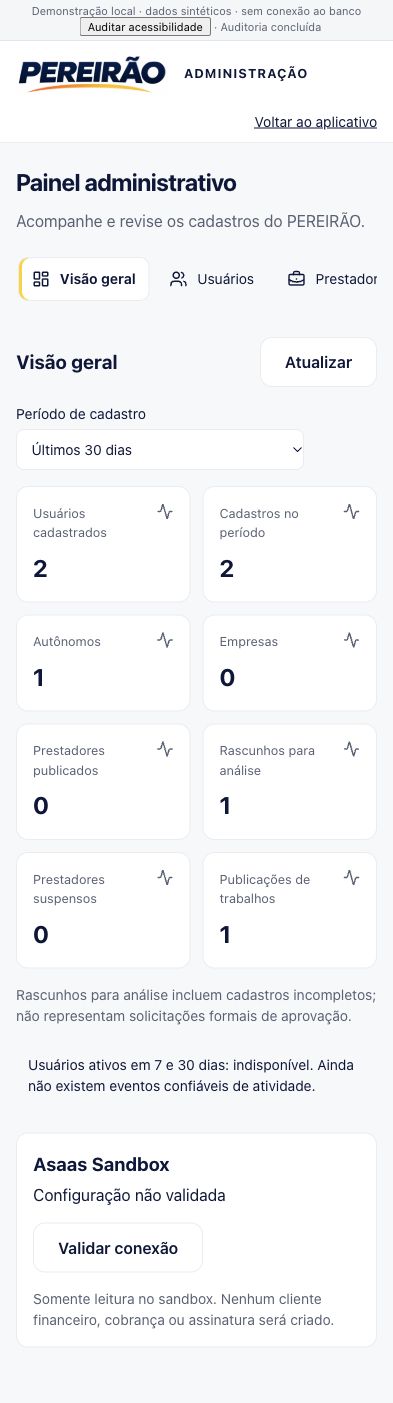 Demonstração local · dados sintéticos · sem conexão ao banco
Auditar acessibilidade · Auditoria concluída
PEREIRÃO ADMINISTRAÇÃO
Voltar ao aplicativo
Painel administrativo
Acompanhe e revise os cadastros do PEREIRÃO.
Visão geral Usuários Prestador
Visão geral Atualizar
Período de cadastro
Últimos 30 dias
Usuários
cadastrados
2
Cadastros no
período
2
Autônomos
1
Empresas
0
Prestadores
publicados
0
Rascunhos para
análise
1
Prestadores
suspensos
0
Publicações de
trabalhos
1
Rascunhos para análise incluem cadastros incompletos;
não representam solicitações formais de aprovação.
Usuários ativos em 7 e 30 dias: indisponível. Ainda
não existem eventos confiáveis de atividade.
Asaas Sandbox
Configuração não validada
Validar conexão
Somente leitura no sandbox. Nenhum cliente
financeiro, cobrança ou assinatura será criado.